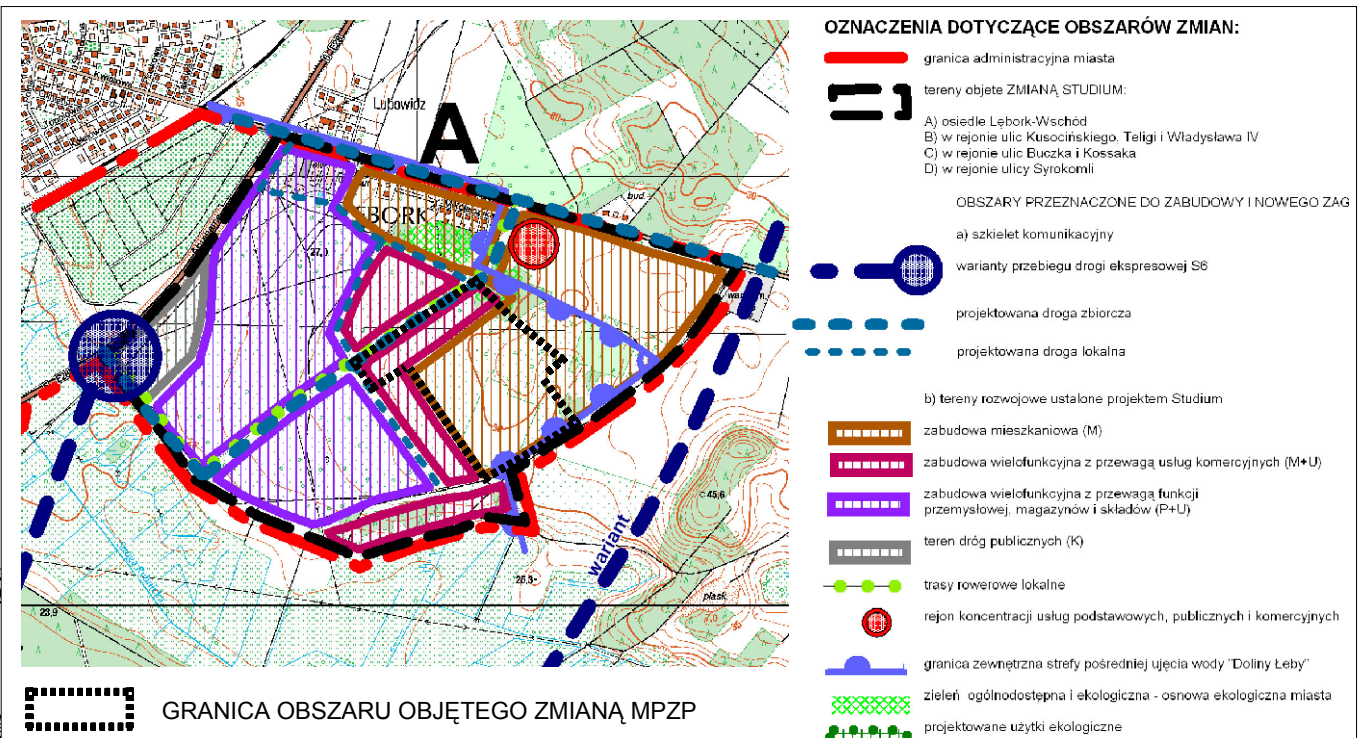 Lubowidz
A
BORK
bud.
27,9
wariant
45,6
25,3
piask.
23,9
GRANICA OBSZARU OBJĘTEGO ZMIANĄ MPZP
OZNACZENIA DOTYCZĄCE OBSZARÓW ZMIAN:
granica administracyjna miasta
tereny objete ZMIANĄ STUDIUM:
A) osiedle Lębork-Wschód
B) w rejonie ulic Kusocińskiego, Teligi i Władysława IV
C) w rejonie ulic Buczka i Kossaka
D) w rejonie ulicy Syrokomli
OBSZARY PRZEZNACZONE DO ZABUDOWY I NOWEGO ZAG
a) szkielet komunikacyjny
warianty przebiegu drogi ekspresowej S6
projektowana droga zbiorcza
projektowana droga lokalna
b) tereny rozwojowe ustalone projektem Studium
zabudowa mieszkaniowa (M)
zabudowa wielofunkcyjna z przewagą usług komercyjnych (M+U)
zabudowa wielofunkcyjna z przewagą funkcji
przemysłowej, magazynów i składów (P+U)
teren dróg publicznych (K)
trasy rowerowe lokalne
rejon koncentracji usług podstawowych, publicznych i komercyjnych
granica zewnętrzna strefy pośredniej ujęcia wody "Doliny Łeby"
zieleń ogólnodostępna i ekologiczna - osnowa ekologiczna miasta
projektowane użytki ekologiczne